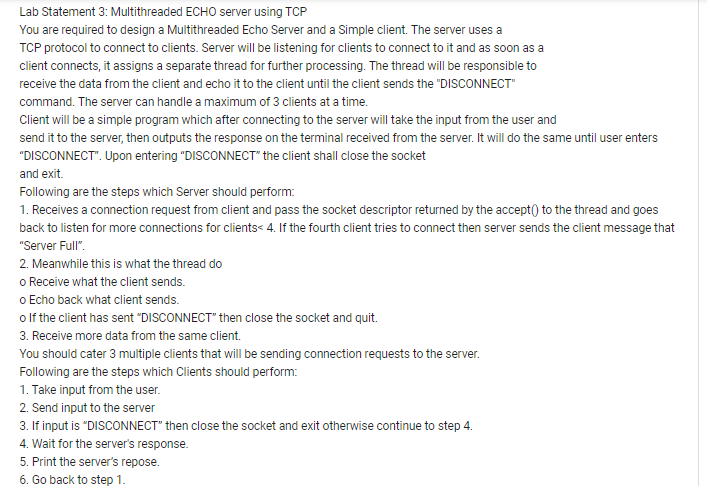 Lab Statement 3: Multithreaded ECHO server using TCP
You are required to design a Multithreaded Echo Server and a Simple client. The server uses a
TCP protocol to connect to clients. Server will be listening for clients to connect to it and as soon as a
client connects, it assigns a separate thread for further processing. The thread will be responsible to
receive the data from the client and echo it to the client until the client sends the "DISCONNECT"
command. The server can handle a maximum of 3 clients at a time.
Client will be a simple program which after connecting to the server will take the input from the user and
send it to the server, then outputs the response on the terminal received from the server. It will do the same until user enters
“DISCONNECT”. Upon entering “DISCONNECT” the client shall close the socket
and exit.
Following are the steps which Server should perform:
1. Receives a connection request from client and pass the socket descriptor returned by the accept() to the thread and goes
back to listen for more connections for clients< 4. If the fourth client tries to connect then server sends the client message that
“Server Full”.
2. Meanwhile this is what the thread do
o Receive what the client sends.
o Echo back what client sends.
o If the client has sent “DISCONNECT” then close the socket and quit.
3. Receive more data from the same client.
You should cater 3 multiple clients that will be sending connection requests to the server.
Following are the steps which Clients should perform:
1. Take input from the user.
2. Send input to the server
3. If input is “DISCONNECT” then close the socket and exit otherwise continue to step 4.
4. Wait for the server's response.
5. Print the server's repose.
6. Go back to step 1.